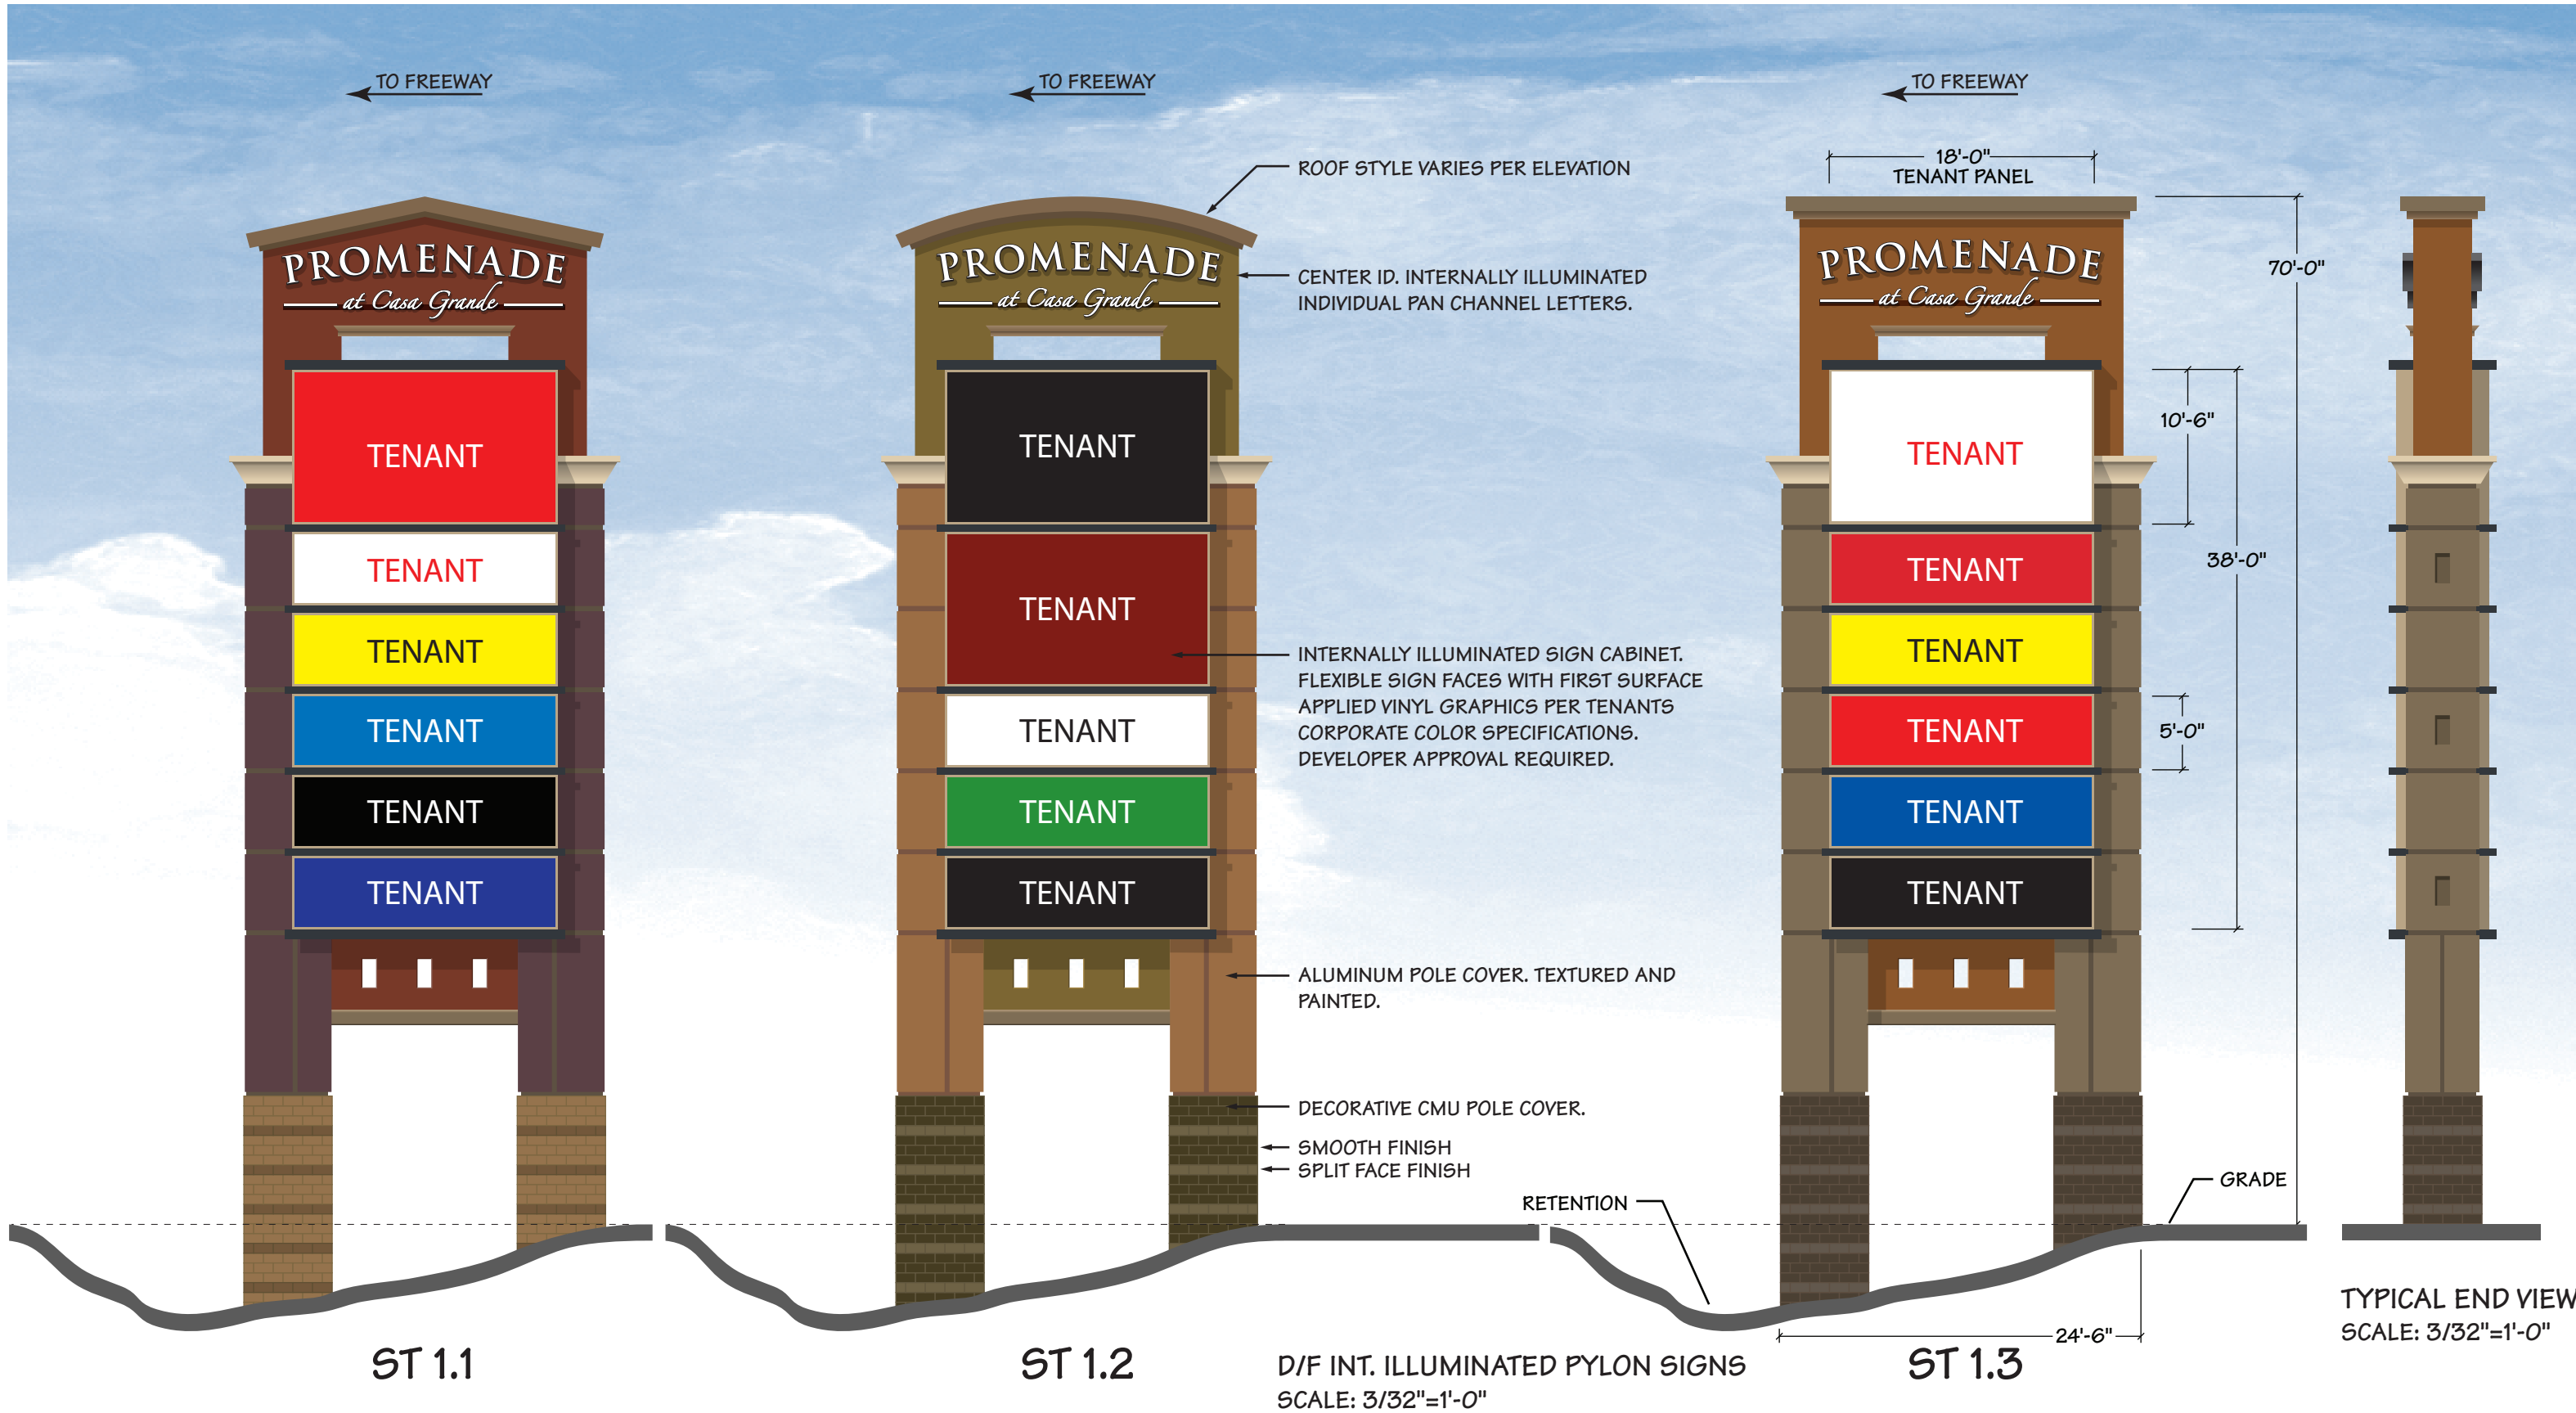 TO FREEWAY
TO FREEWAY
TO FREEWAY
18'-0"
TENANT PANEL
ROOF STYLE VARIES PER ELEVATION
70'-0"
PROMENADE
at Casa Grande
PROMENADE
at Casa Grande
CENTER ID. INTERNALLY ILLUMINATED
INDIVIDUAL PAN CHANNEL LETTERS.
PROMENADE
at Casa Grande
TENANT
TENANT
TENANT
TENANT
TENANT
TENANT
TENANT
TENANT
TENANT
TENANT
TENANT
INTERNALLY ILLUMINATED SIGN CABINET.
FLEXIBLE SIGN FACES WITH FIRST SURFACE
APPLIED VINYL GRAPHICS PER TENANTS
CORPORATE COLOR SPECIFICATIONS.
DEVELOPER APPROVAL REQUIRED.
TENANT
TENANT
TENANT
TENANT
TENANT
TENANT
10'-6"
38'-0"
5'-0"
ALUMINUM POLE COVER. TEXTURED AND
PAINTED.
DECORATIVE CMU POLE COVER.
SMOOTH FINISH
SPLIT FACE FINISH
RETENTION
GRADE
24'-6"
ST 1.1
ST 1.2
D/F INT. ILLUMINATED PYLON SIGNS
SCALE: 3/32"=1'-0"
ST 1.3
TYPICAL END VIEW
SCALE: 3/32"=1'-0"